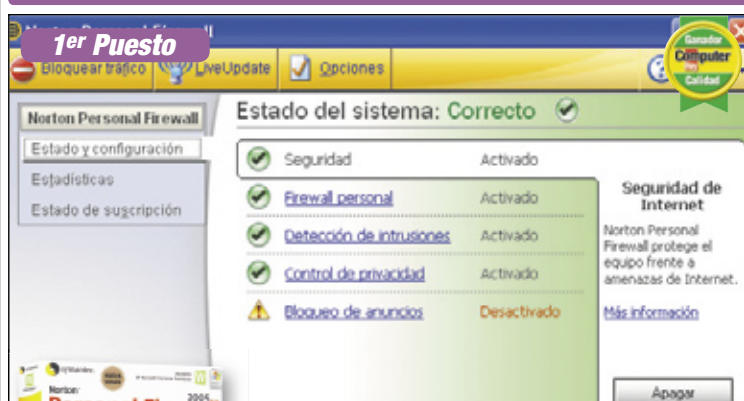 1er Puesto
Bloquear tráfico
LiveUpdate
Opciones
?
Ganador
Computer
hoy
Calidad
Norton Personal Firewall
Estado y configuración
Estadísticas
Estado de suscripción
Estado del sistema: Correcto
Seguridad Activado
Firewall personal Activado
Detección de intrusiones Activado
Control de privacidad Activado
Bloqueo de anuncios Desactivado
Seguridad de
Internet
Norton Personal
Firewall protege el
equipo frente a
amenazas de Internet.
Más información
Apagar
symantec
Norton
2005